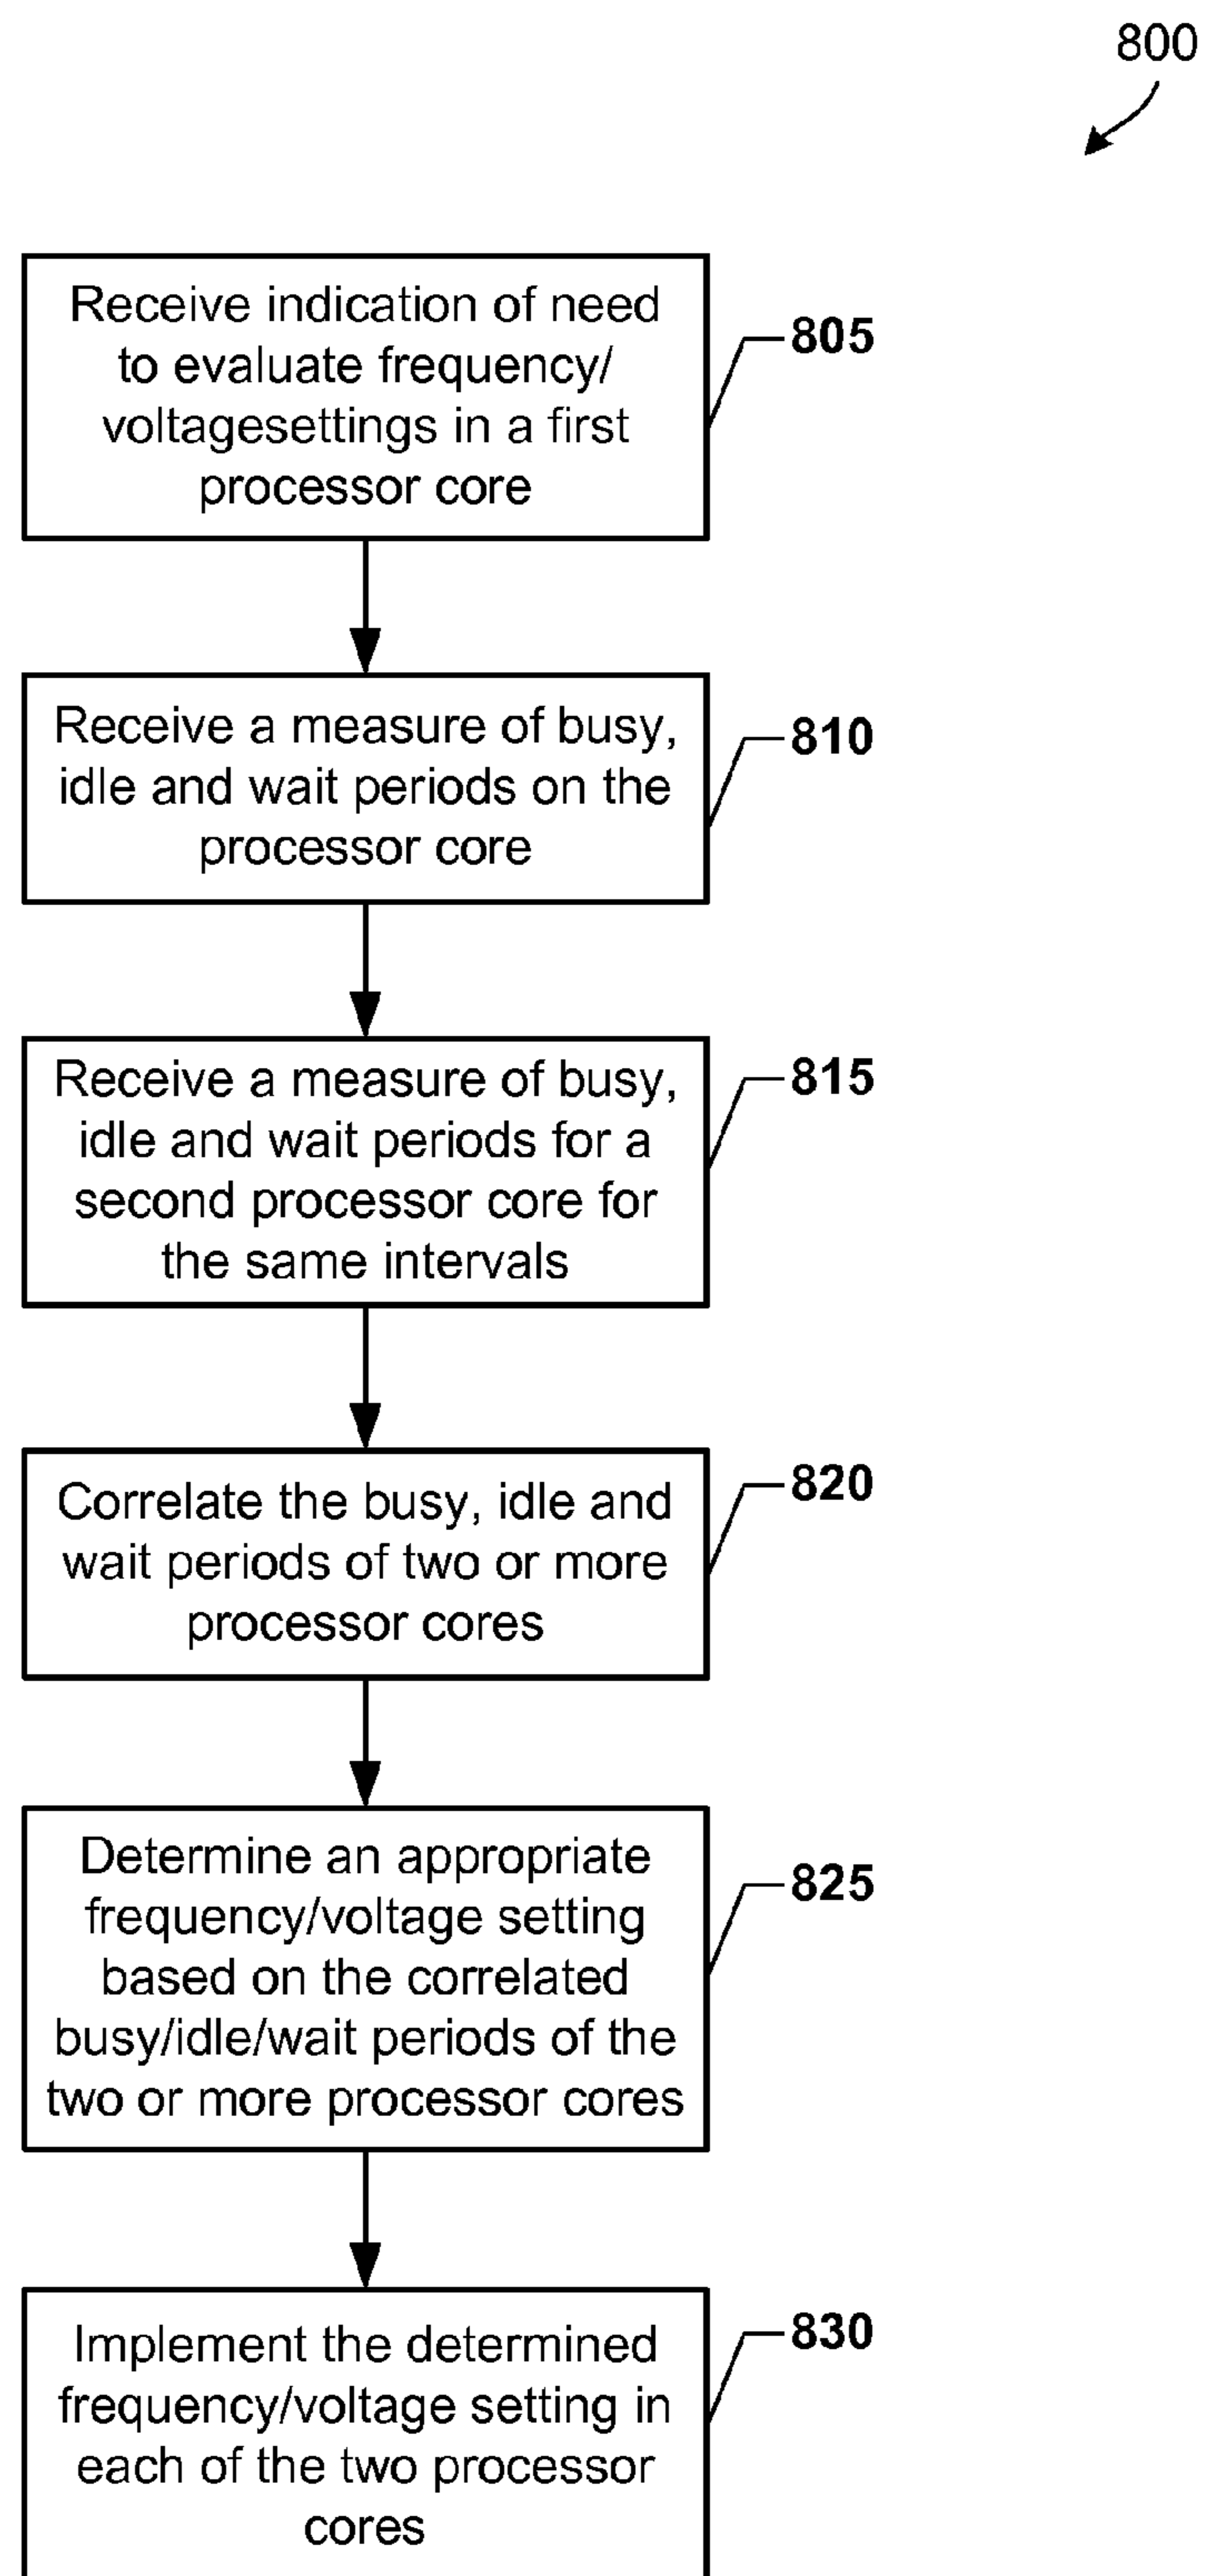 800
Receive indication of need
to evaluate frequency/
voltagesettings in a first
processor core
805
Receive a measure of busy,
idle and wait periods on the
processor core
810
Receive a measure of busy,
idle and wait periods for a
second processor core for
the same intervals
815
Correlate the busy, idle and
wait periods of two or more
processor cores
820
Determine an appropriate
frequency/voltage setting
based on the correlated
busy/idle/wait periods of the
two or more processor cores
825
Implement the determined
frequency/voltage setting in
each of the two processor
cores
830